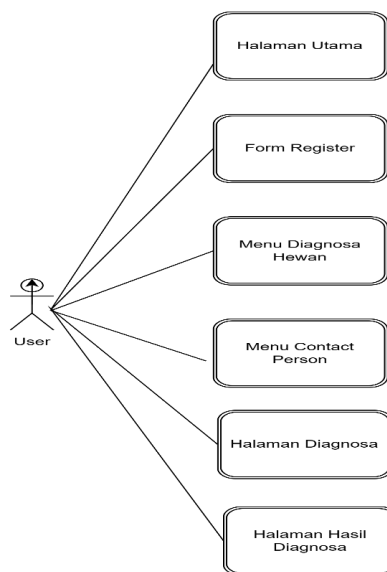 Halaman Utama
Form Register
Menu Diagnosa
Hewan
User
Menu Contact
Person
Halaman Diagnosa
Halaman Hasil
Diagnosa